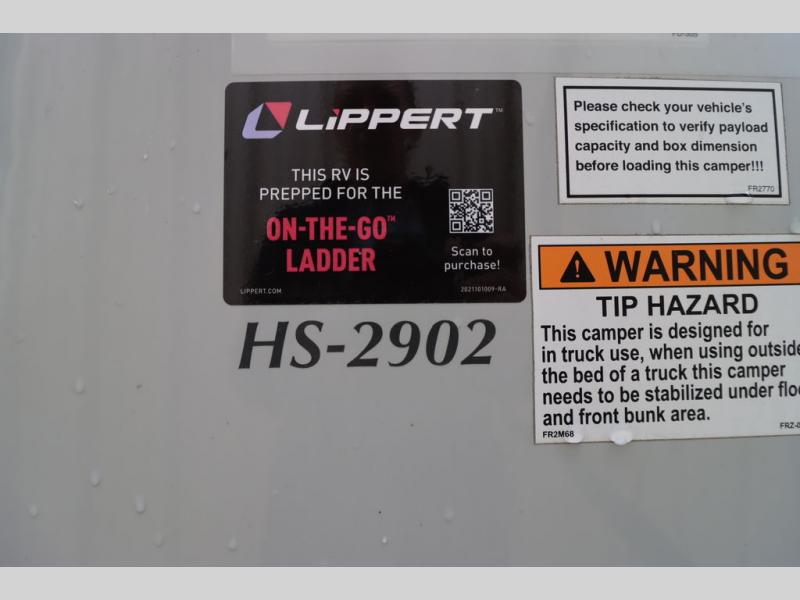 LiPPERT™
THIS RV IS
PREPPED FOR THE
ON-THE-GO™
LADDER
Scan to
purchase!
LIPPERT.COM
2021101009-RA
HS-2902
Please check your vehicle's
specification to verify payload
capacity and box dimension
before loading this camper!!!
FR2770
WARNING
TIP HAZARD
This camper is designed for
in truck use, when using outside
the bed of a truck this camper
needs to be stabilized under
and front bunk area.
FR2M68